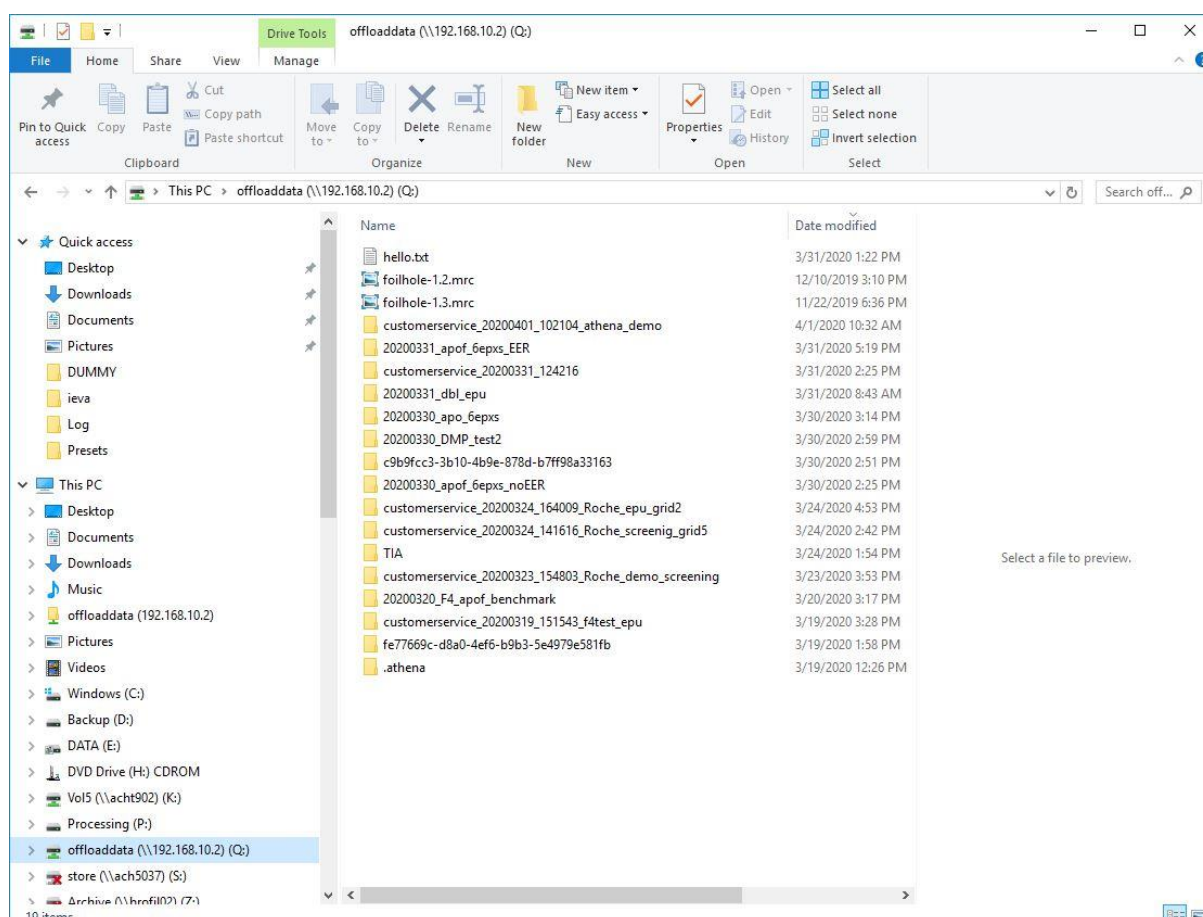 Drive Tools
offloaddata (\\192.168.10.2) (Q:)
File Home Share View Manage
Pin to Quick access
Copy
Paste
Cut
Copy path
Paste shortcut
Move to
Copy to
Delete
Rename
New folder
New item
Easy access
Properties
Open
Edit
History
Select all
Select none
Invert selection
Clipboard Organize New Open Select
This PC > offloaddata (\\192.168.10.2) (Q:)
Search off...
Quick access
Desktop
Downloads
Documents
Pictures
DUMMY
ieva
Log
Presets
This PC
Desktop
Documents
Downloads
Music
offloaddata (192.168.10.2)
Pictures
Videos
Windows (C:)
Backup (D:)
DATA (E:)
DVD Drive (H:) CDROM
Vol5 (\\acht902) (K:)
Processing (P:)
offloaddata (\\192.168.10.2) (Q:)
store (\\ach5037) (S:)
Archive (\\hrofil02) (Z:)
Name Date modified
hello.txt 3/31/2020 1:22 PM
foilhole-1.2.mrc 12/10/2019 3:10 PM
foilhole-1.3.mrc 11/22/2019 6:36 PM
customerservice_20200401_102104_athena_demo 4/1/2020 10:32 AM
20200331_apof_6epxs_EER 3/31/2020 5:19 PM
customerservice_20200331_124216 3/31/2020 2:25 PM
20200331_dbl_epu 3/31/2020 8:43 AM
20200330_apo_6epxs 3/30/2020 3:14 PM
20200330_DMP_test2 3/30/2020 2:59 PM
c9b9fcc3-3b10-4b9e-878d-b7ff98a33163 3/30/2020 2:51 PM
20200330_apof_6epxs_noEER 3/30/2020 2:25 PM
customerservice_20200324_164009_Roche_epu_grid2 3/24/2020 4:53 PM
customerservice_20200324_141616_Roche_screenig_grid5 3/24/2020 2:42 PM
TIA 3/24/2020 1:54 PM
customerservice_20200323_154803_Roche_demo_screening 3/23/2020 3:53 PM
20200320_F4_apof_benchmark 3/20/2020 3:17 PM
customerservice_20200319_151543_f4test_epu 3/19/2020 3:28 PM
fe77669c-d8a0-4ef6-b9b3-5e4979e581fb 3/19/2020 1:58 PM
.athena 3/19/2020 12:26 PM
Select a file to preview.
19 items